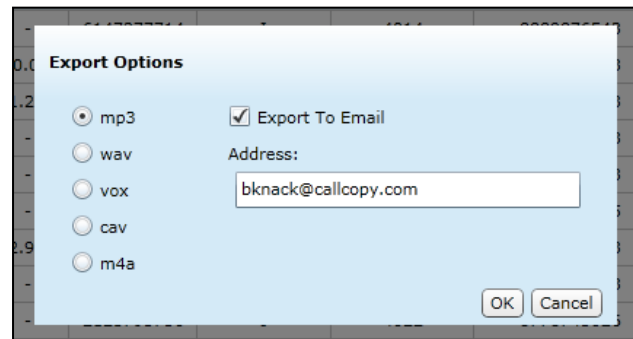 Export Options
mp3
Export To Email
wav
Address:
vox
bknack@callcopy.com
cav
m4a
OK
Cancel